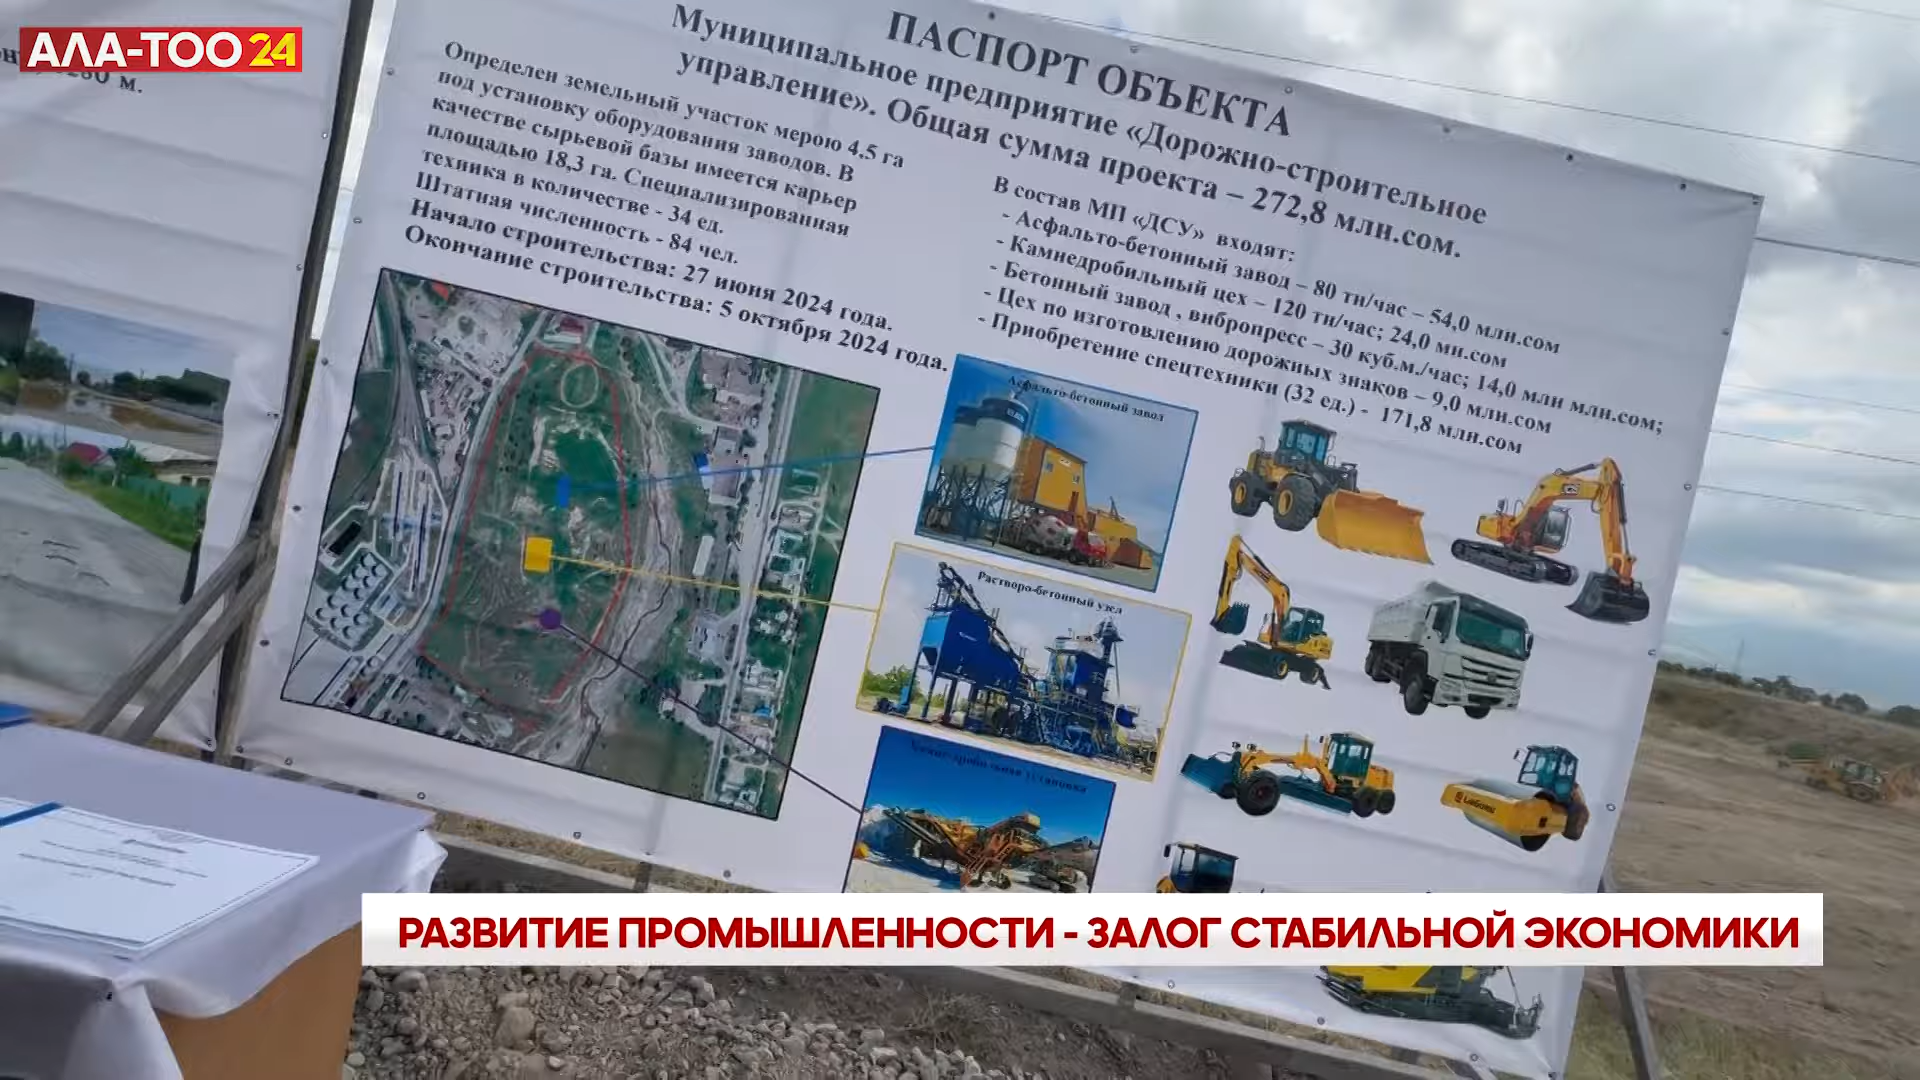 АЛА-ТОО 24
280 м.
ПАСПОРТ ОБЪЕКТА
Муниципальное предприятие «Дорожно-строительное
управление». Общая сумма проекта – 272,8 млн.сом.
Определен земельный участок мерою 4.5 га
под установку оборудования заводов. В
качестве сырьевой базы имеется карьер
площадью 18,3 га. Специализированная
техника в количестве - 34 ед.
Штатная численность - 84 чел.
Начало строительства: 27 июня 2024 года.
Окончание строительства: 5 октября 2024 года.
В состав МП «ДСУ» входят:
- Асфальто-бетонный завод – 80 тн/час – 54,0 млн.сом
- Камнедробильный цех – 120 тн/час; 24,0 мн.сом
- Бетонный завод , вибропресс – 30 куб.м./час; 14,0 млн млн.сом;
- Цех по изготовлению дорожных знаков – 9,0 млн.сом
- Приобретение спецтехники (32 ед.) - 171,8 млн.сом
Асфальто-бетонный завод
Растворо-бетонный узел
установка
РАЗВИТИЕ ПРОМЫШЛЕННОСТИ - ЗАЛОГ СТАБИЛЬНОЙ ЭКОНОМИКИ